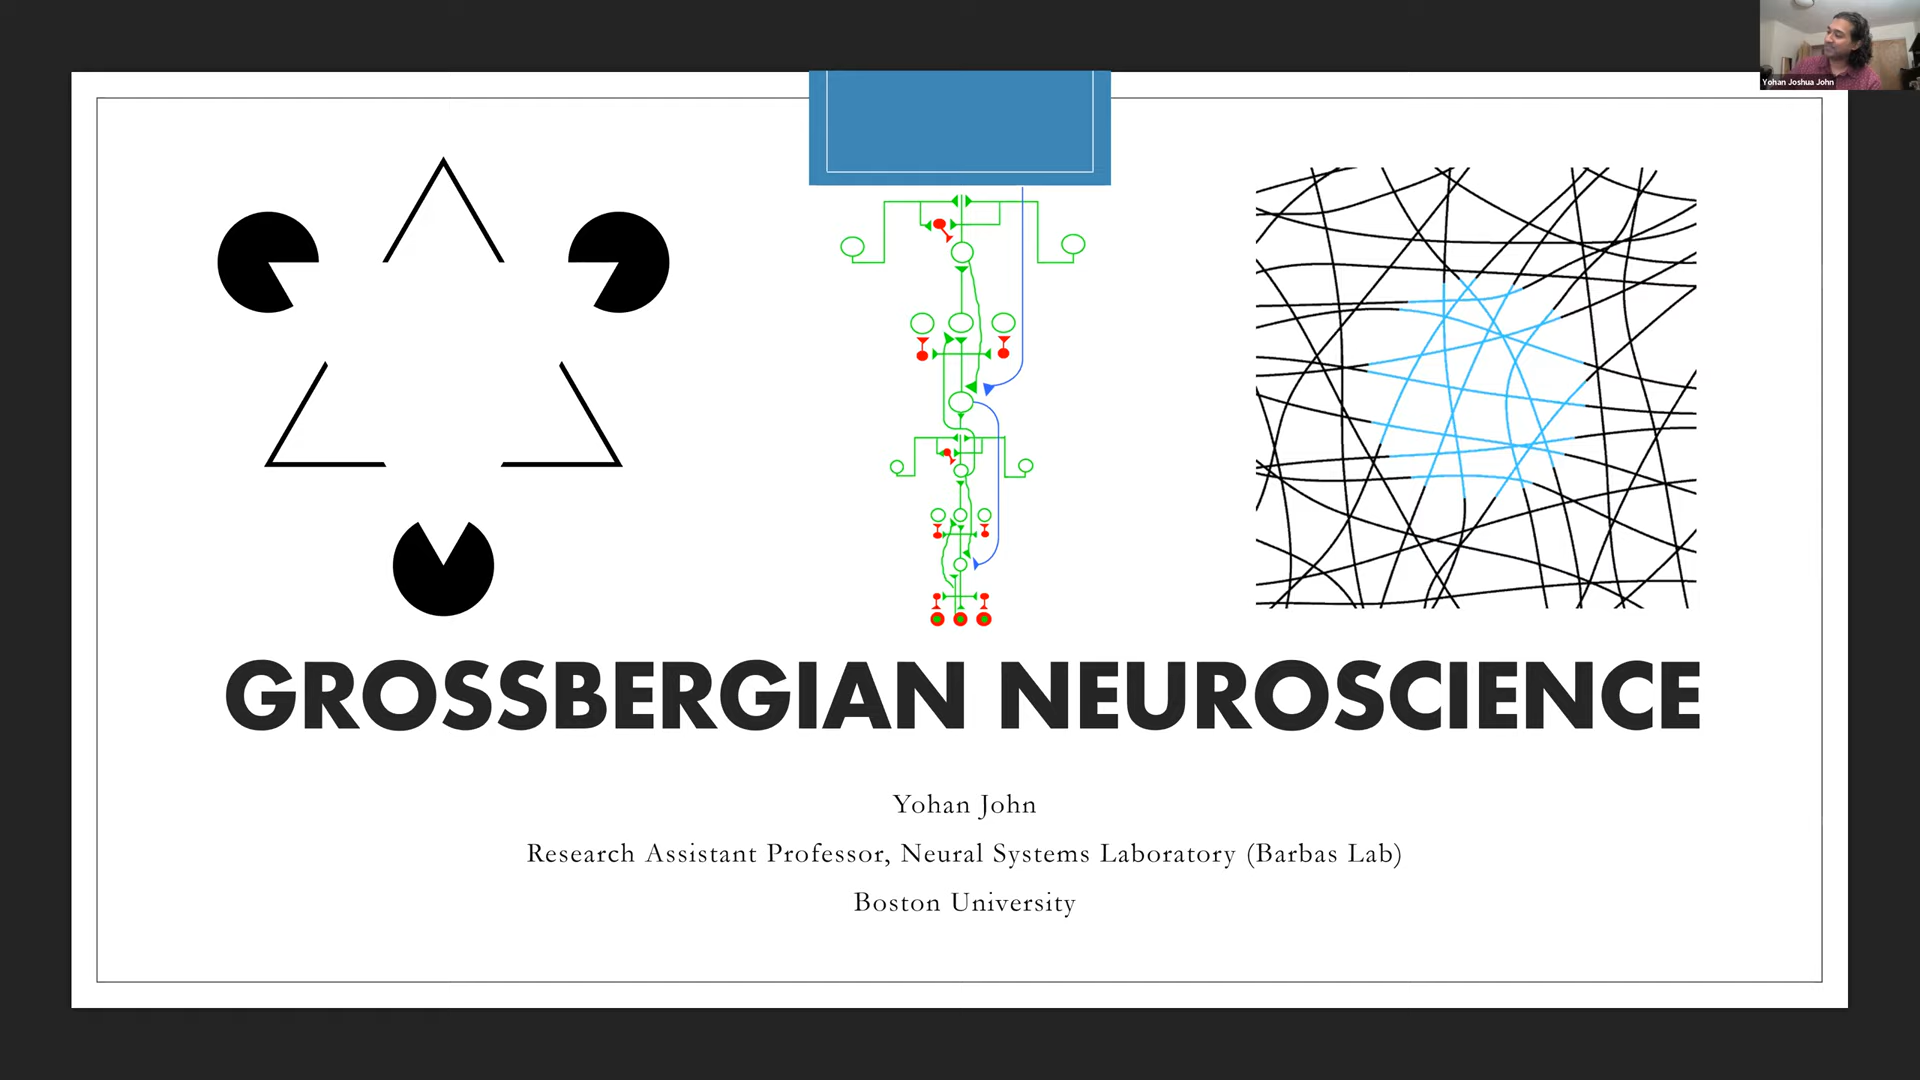 Yohan Joshua John
GROSSBERGIAN NEUROSCIENCE
Yohan John
Research Assistant Professor, Neural Systems Laboratory (Barbas Lab)
Boston University